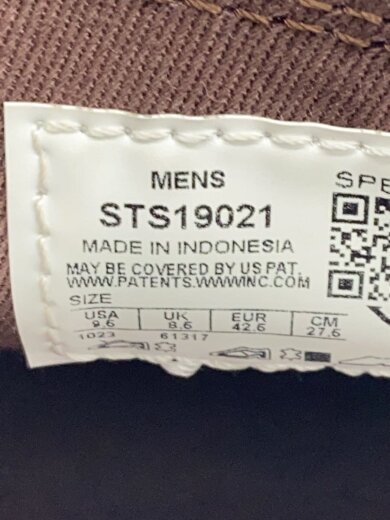 MENS
SPE
STS19021
MADE IN INDONESIA
MAY BE COVERED BY US PAT.
WWW.PATENTS.WWWINC.COM
SIZE
USA UK EUR CM
9.5 8.5 42.5 27.5
1023 61317